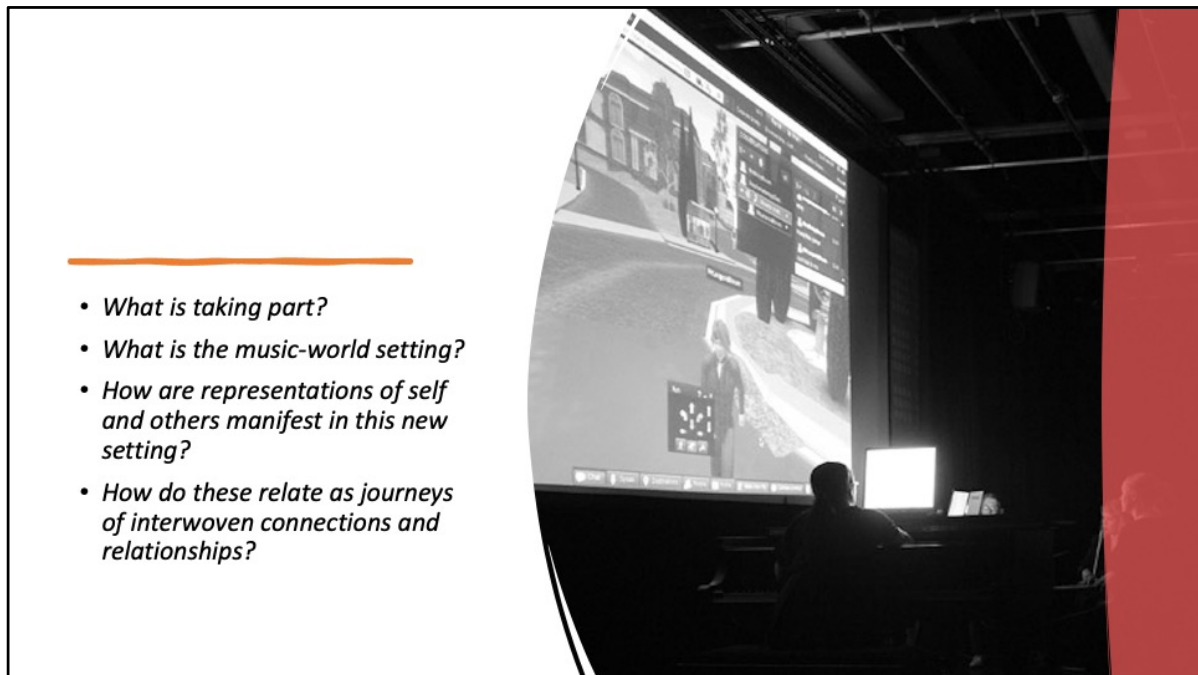 • What is taking part?
• What is the music-world setting?
• How are representations of self
and others manifest in this new
setting?
• How do these relate as journeys
of interwoven connections and
relationships?